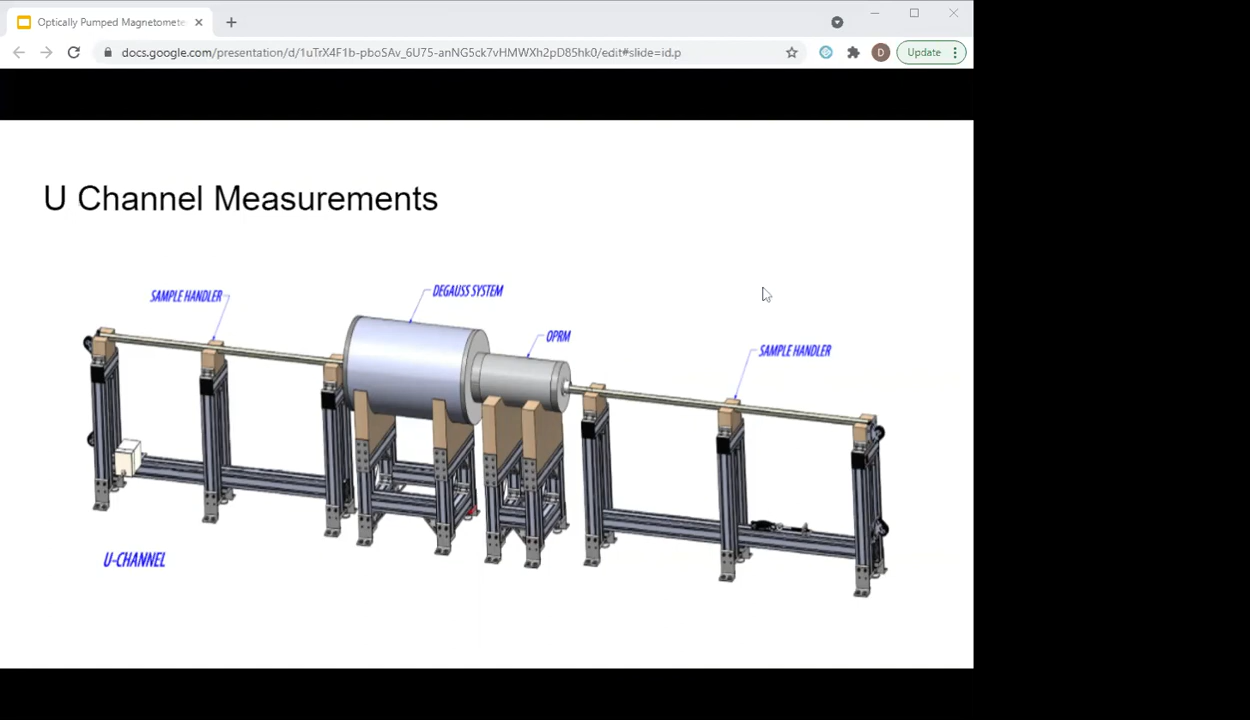 Optically Pumped Magnetomete
docs.google.com/presentation/d/1uTrX4F1b-pboSAv_6U75-anNG5ck7vHMWXh2pD85hk0/edit#slide=id.p
D
Update
U Channel Measurements
SAMPLE HANDLER
DEGAUSS SYSTEM
OPRM
SAMPLE HANDLER
U-CHANNEL